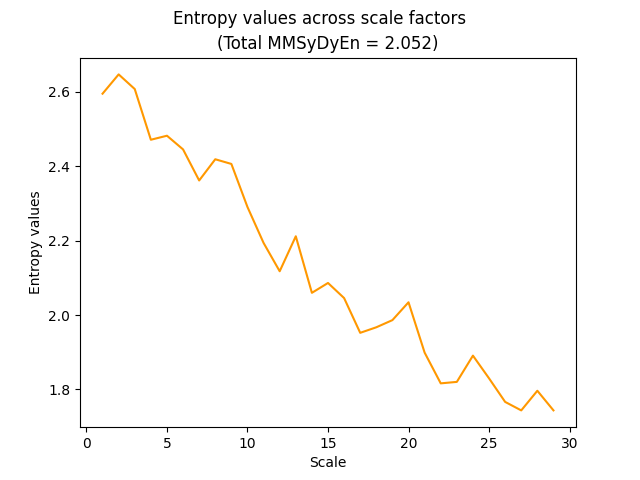 Entropy values across scale factors
(Total MMSyDyEn = 2.052)
2.6
2.4
2.2
2.0
1.8
Entropy values
0 5 10 15 20 25 30
Scale